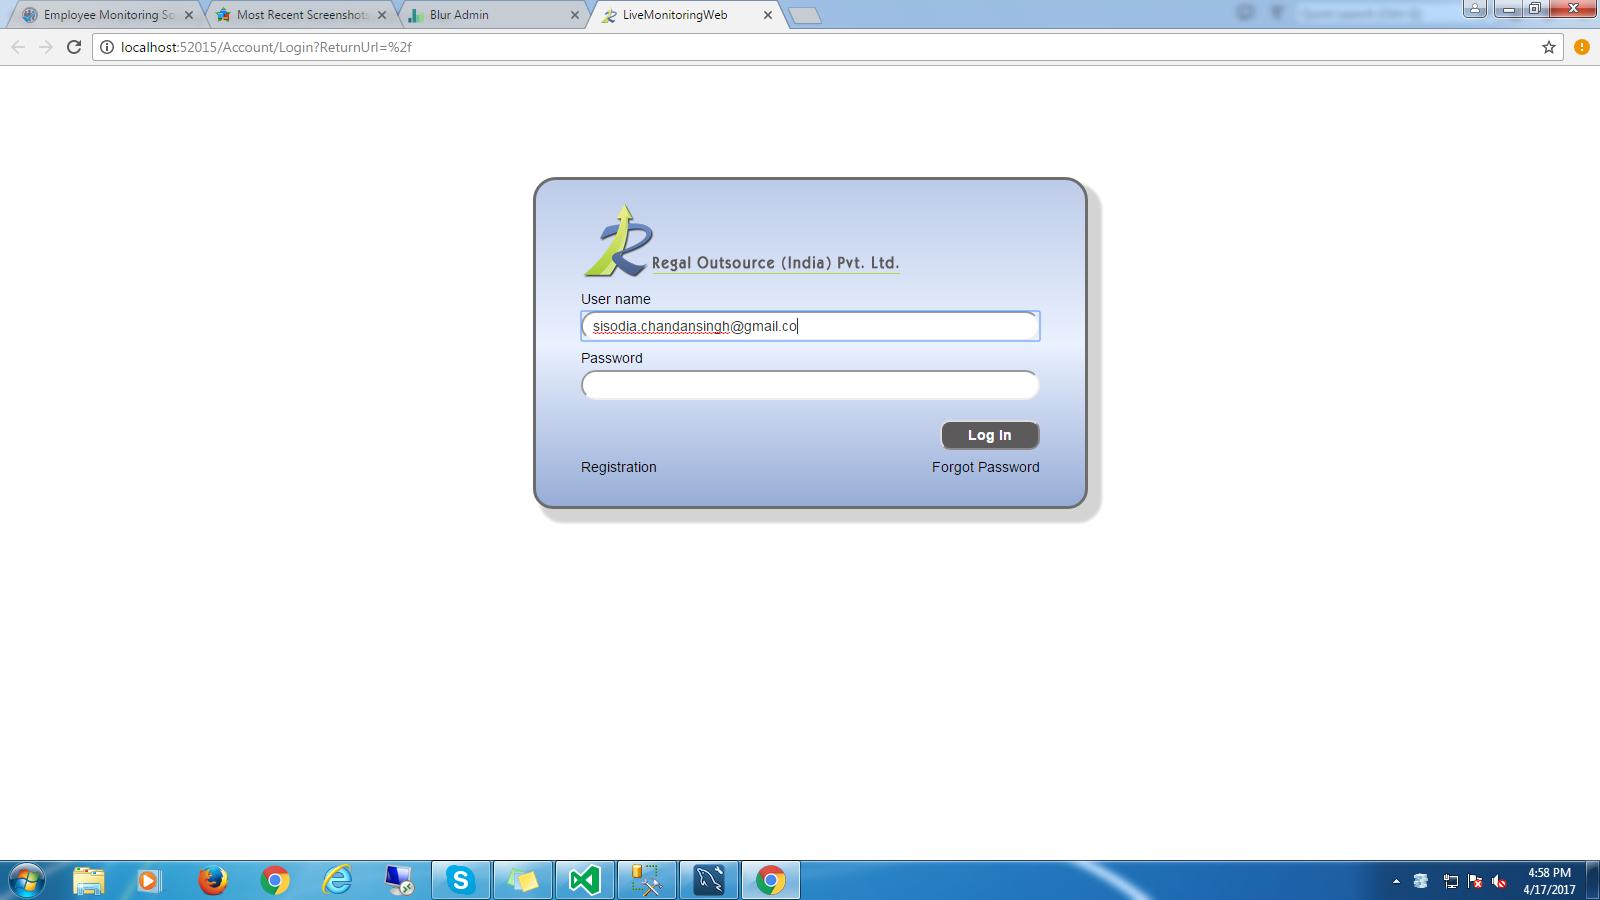 Employee Monitoring So
Most Recent Screenshots
Blur Admin
LiveMonitoringWeb
localhost:52015/Account/Login?ReturnUrl=%2f
Regal Outsource (India) Pvt. Ltd.
User name
sisodia.chandansingh@gmail.co
Password
Log In
Registration
Forgot Password
4:58 PM
4/17/2017